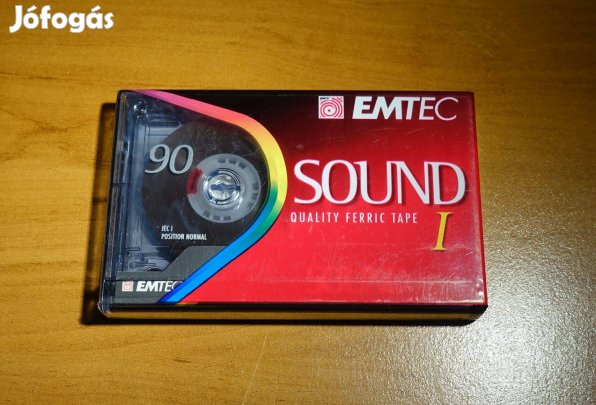 Jófogás
EMTEC
90
SOUND
QUALITY FERRIC TAPE I
IEC I
POSITION NORMAL
EMTEC